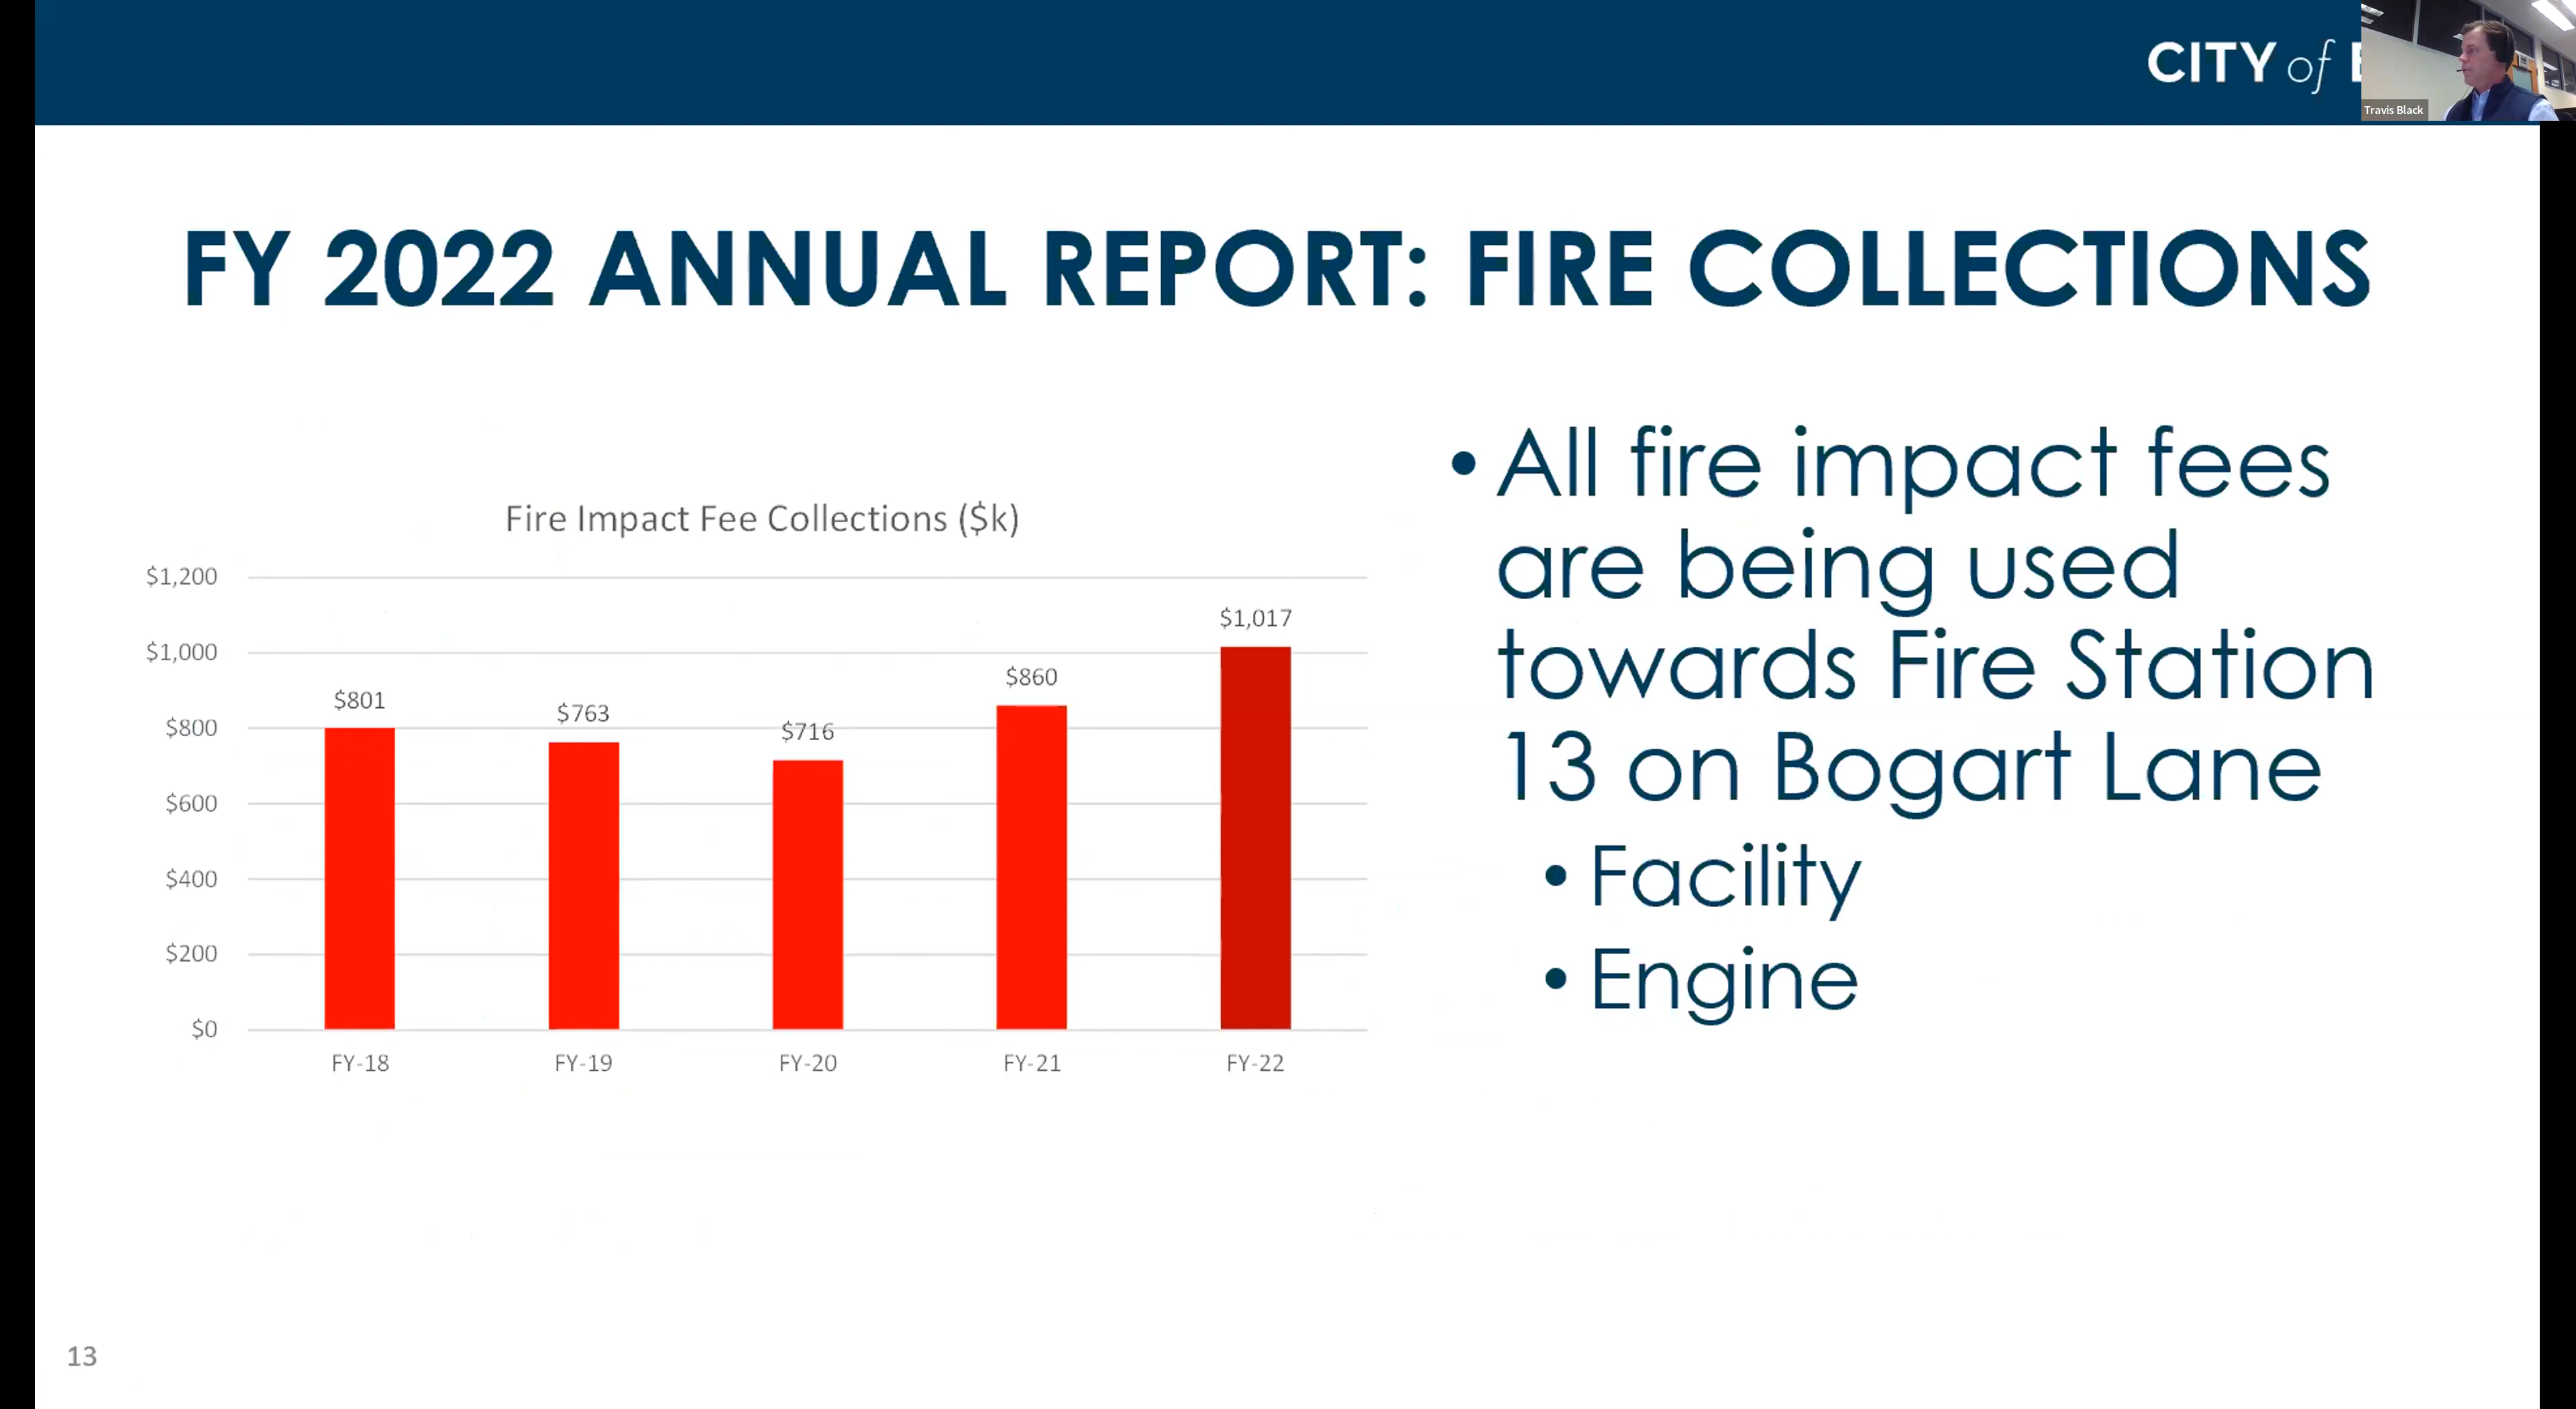 CITY of
Travis Black
FY 2022 ANNUAL REPORT: FIRE COLLECTIONS
Fire Impact Fee Collections ($k)
$1,200
$1,000
$800
$600
$400
$200
$0
$801
$763
$716
$860
$1,017
FY-18
FY-19
FY-20
FY-21
FY-22
• All fire impact fees
are being used
towards Fire Station
13 on Bogart Lane
• Facility
• Engine
13